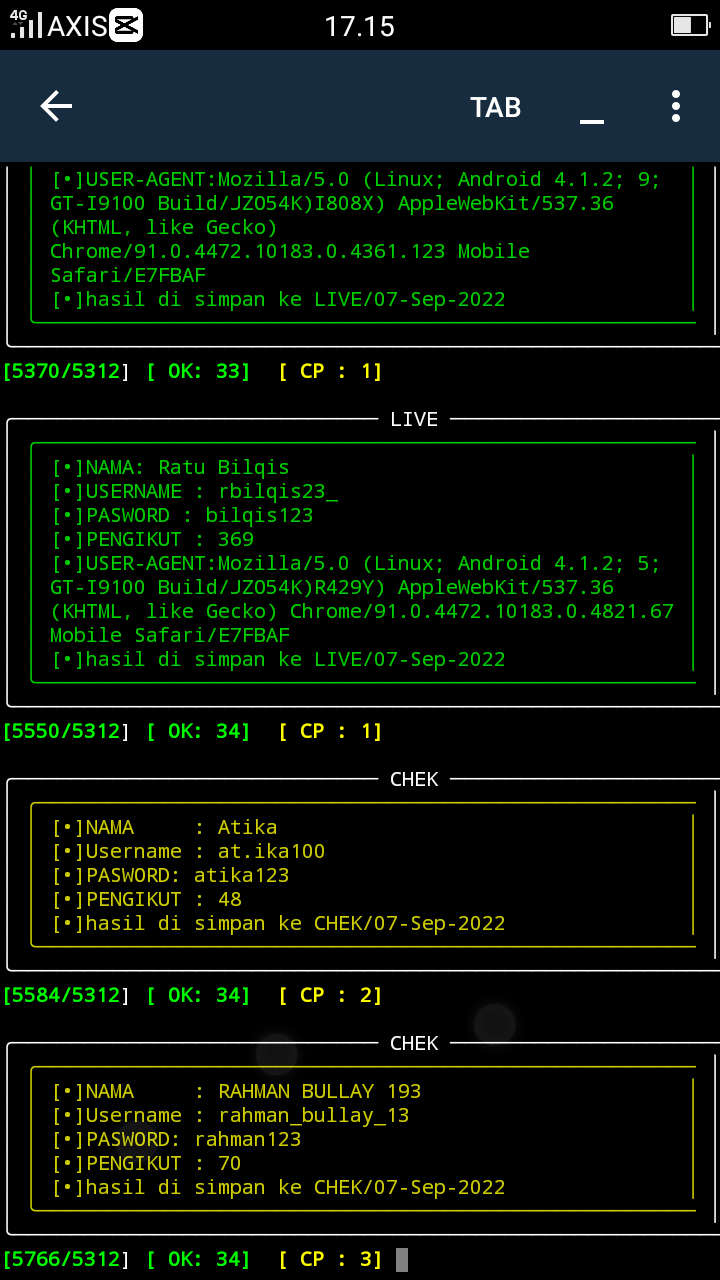 4G AXIS 17.15
TAB _
[•]USER-AGENT:Mozilla/5.0 (Linux; Android 4.1.2; 9;
GT-I9100 Build/JZO54K)I808X) AppleWebKit/537.36
(KHTML, like Gecko)
Chrome/91.0.4472.10183.0.4361.123 Mobile
Safari/E7FBAF
[•]hasil di simpan ke LIVE/07-Sep-2022
[5370/5312] [ OK: 33] [ CP : 1]
LIVE
[•]NAMA: Ratu Bilqis
[•]USERNAME : rbilqis23_
[•]PASWORD : bilqis123
[•]PENGIKUT : 369
[•]USER-AGENT:Mozilla/5.0 (Linux; Android 4.1.2; 5;
GT-I9100 Build/JZO54K)R429Y) AppleWebKit/537.36
(KHTML, like Gecko) Chrome/91.0.4472.10183.0.4821.67
Mobile Safari/E7FBAF
[•]hasil di simpan ke LIVE/07-Sep-2022
[5550/5312] [ OK: 34] [ CP : 1]
CHEK
[•]NAMA : Atika
[•]Username : at.ika100
[•]PASWORD: atika123
[•]PENGIKUT : 48
[•]hasil di simpan ke CHEK/07-Sep-2022
[5584/5312] [ OK: 34] [ CP : 2]
CHEK
[•]NAMA : RAHMAN BULLAY 193
[•]Username : rahman_bullay_13
[•]PASWORD: rahman123
[•]PENGIKUT : 70
[•]hasil di simpan ke CHEK/07-Sep-2022
[5766/5312] [ OK: 34] [ CP : 3]